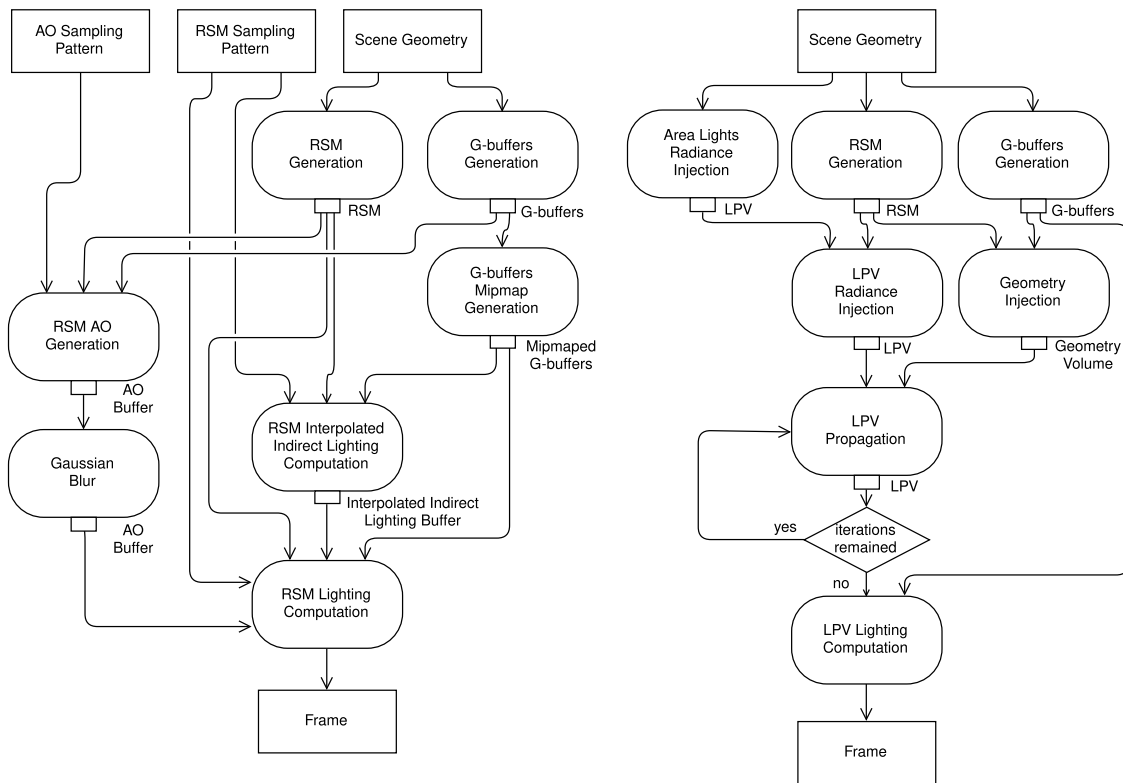 AO Sampling
Pattern
RSM Sampling
Pattern
Scene Geometry
RSM
Generation
G-buffers
Generation
RSM
G-buffers
G-buffers
Mipmap
Generation
RSM AO
Generation
Mipmaped
G-buffers
AO
Buffer
RSM Interpolated
Indirect Lighting
Computation
Gaussian
Blur
Interpolated Indirect
Lighting Buffer
AO
Buffer
RSM Lighting
Computation
Frame
Scene Geometry
Area Lights
Radiance
Injection
RSM
Generation
G-buffers
Generation
LPV
RSM
G-buffers
LPV
Radiance
Injection
Geometry
Injection
LPV
Geometry
Volume
LPV
Propagation
LPV
yes
iterations
remained
no
LPV Lighting
Computation
Frame